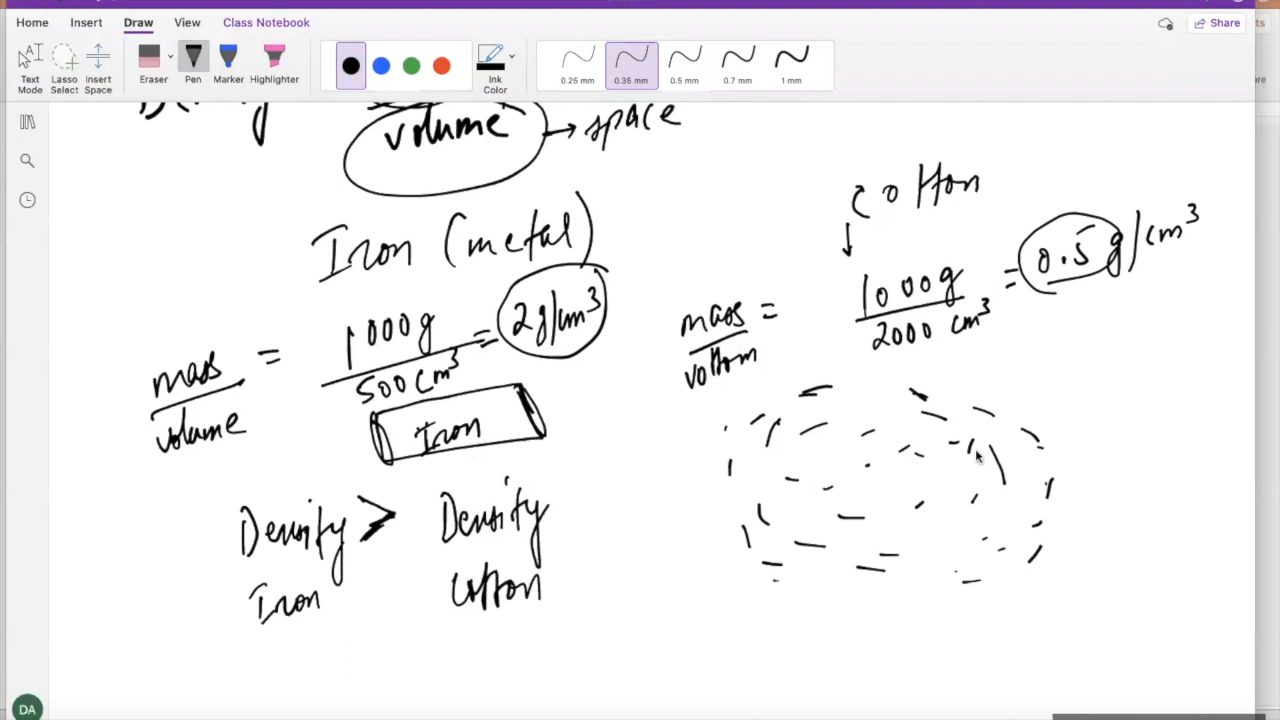 Home Insert Draw View Class Notebook
Share
Text Mode
Lasso Select
Insert Space
Eraser
Pen
Marker
Highlighter
Ink Color
0.25 mm
0.35 mm
0.5 mm
0.7 mm
1 mm
volume → space
Iron (metal)
mass/volume = 1000g/500 cm³ = 2g/cm³
Iron
Density Iron > Density Cotton
Cotton
↓
mass/vottom = 1000g/2000 cm³ = 0.5g/cm³
DA